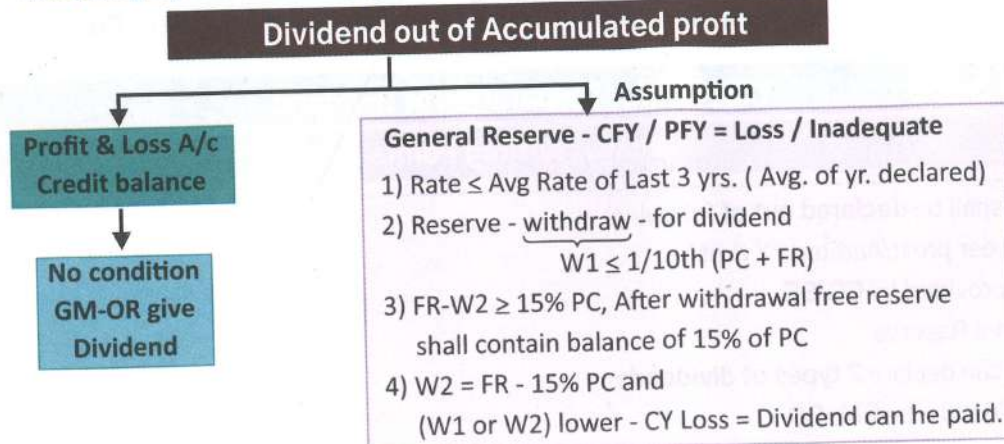 Dividend out of Accumulated profit
Assumption
Profit & Loss A/c
Credit balance
No condition
GM-OR give
Dividend
General Reserve - CFY / PFY = Loss / Inadequate
1) Rate ≤ Avg Rate of Last 3 yrs. ( Avg. of yr. declared)
2) Reserve - withdraw - for dividend
W1 ≤ 1/10th (PC + FR)
3) FR-W2 ≥ 15% PC, After withdrawal free reserve
shall contain balance of 15% of PC
4) W2 = FR - 15% PC and
(W1 or W2) lower - CY Loss = Dividend can he paid.